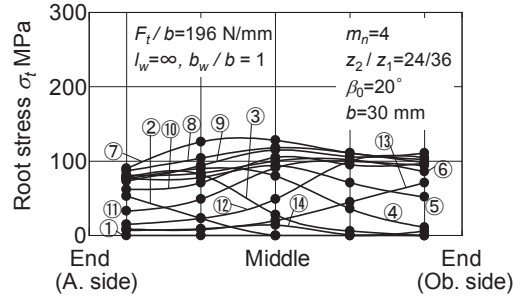 Root stress σt MPa
300
200
100
0
Ft / b=196 N/mm
lw=∞, bw / b = 1
mn=4
z2 / z1=24/36
β0=20°
b=30 mm
⑦
②
⑩
⑧
⑨
③
⑬
⑥
⑪
①
⑫
⑭
④
⑤
End
(A. side)
Middle
End
(Ob. side)